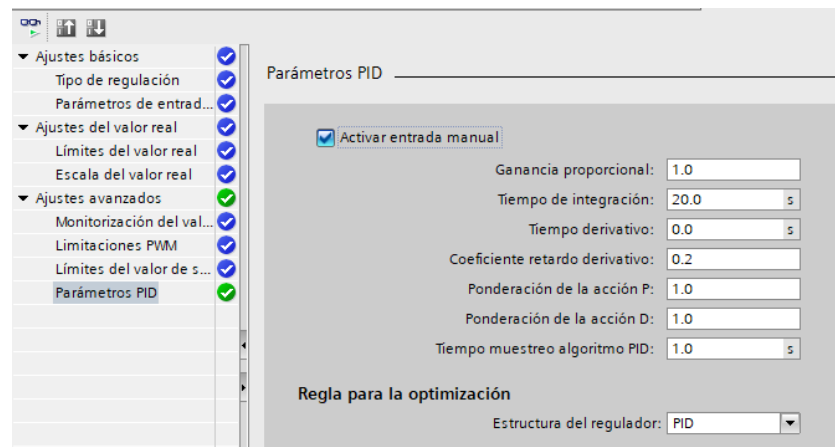 Ajustes básicos
Tipo de regulación
Parámetros de entrad...
Ajustes del valor real
Límites del valor real
Escala del valor real
Ajustes avanzados
Monitorización del val...
Limitaciones PWM
Límites del valor de s...
Parámetros PID
Parámetros PID
Activar entrada manual
Ganancia proporcional: 1.0
Tiempo de integración: 20.0 s
Tiempo derivativo: 0.0 s
Coeficiente retardo derivativo: 0.2
Ponderación de la acción P: 1.0
Ponderación de la acción D: 1.0
Tiempo muestreo algoritmo PID: 1.0 s
Regla para la optimización
Estructura del regulador: PID